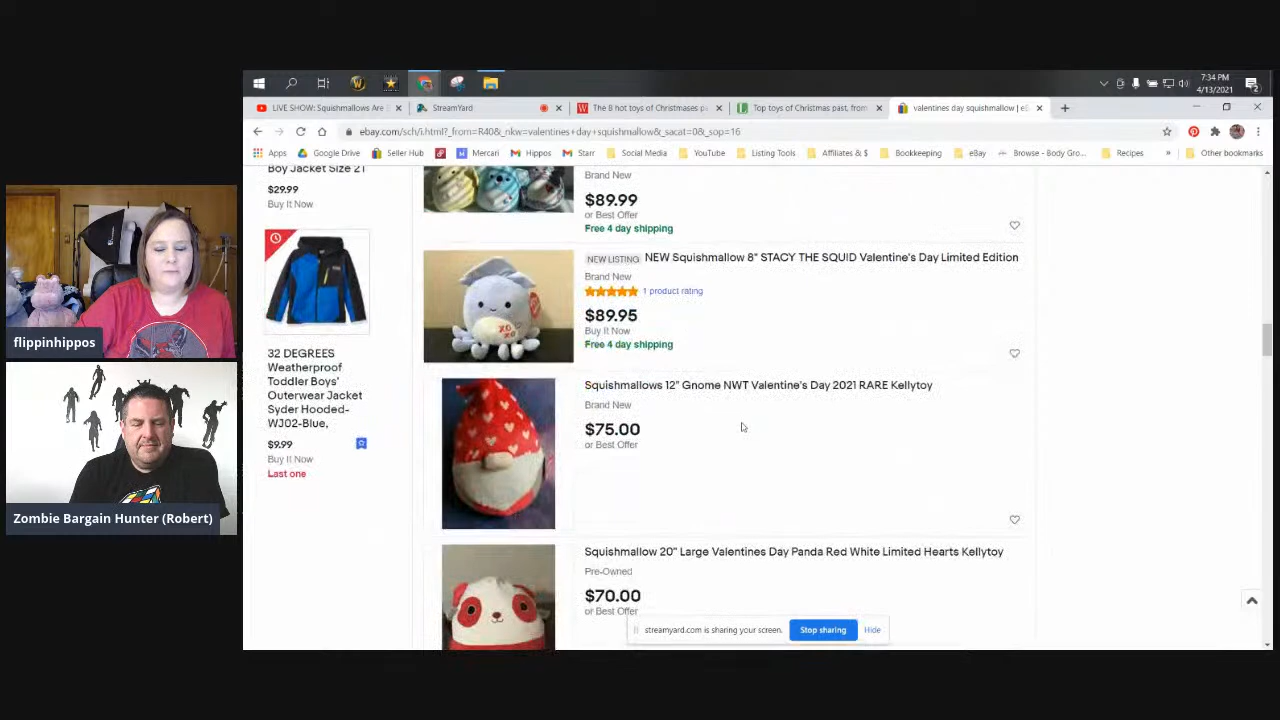 7:34 PM
4/13/2021
LIVE SHOW: Squishmallows Are E
StreamYard
The 8 hot toys of Christmases pa
Top toys of Christmas past, from
valentines day squishmallow | eB
ebay.com/sch/i.html?_from=R40&_nkw=valentines+day+squishmallow&_sacat=0&_sop=16
Apps
Google Drive
Seller Hub
Mercari
Hippos
Starr
Social Media
YouTube
Listing Tools
Affiliates & $
Bookkeeping
eBay
Browse - Body Gro...
Recipes
»
Other bookmarks
Boy Jacket Size 21
$29.99
Buy It Now
32 DEGREES
Weatherproof
Toddler Boys'
Outerwear Jacket
Syder Hooded-
WJ02-Blue,
$9.99
Buy It Now
Last one
Brand New
$89.99
or Best Offer
Free 4 day shipping
NEW LISTING NEW Squishmallow 8" STACY THE SQUID Valentine's Day Limited Edition
Brand New
1 product rating
$89.95
Buy It Now
Free 4 day shipping
Squishmallows 12" Gnome NWT Valentine's Day 2021 RARE Kellytoy
Brand New
$75.00
or Best Offer
Squishmallow 20" Large Valentines Day Panda Red White Limited Hearts Kellytoy
Pre-Owned
$70.00
or Best Offer
streamyard.com is sharing your screen.
Stop sharing
Hide
flippinhippos
Zombie Bargain Hunter (Robert)